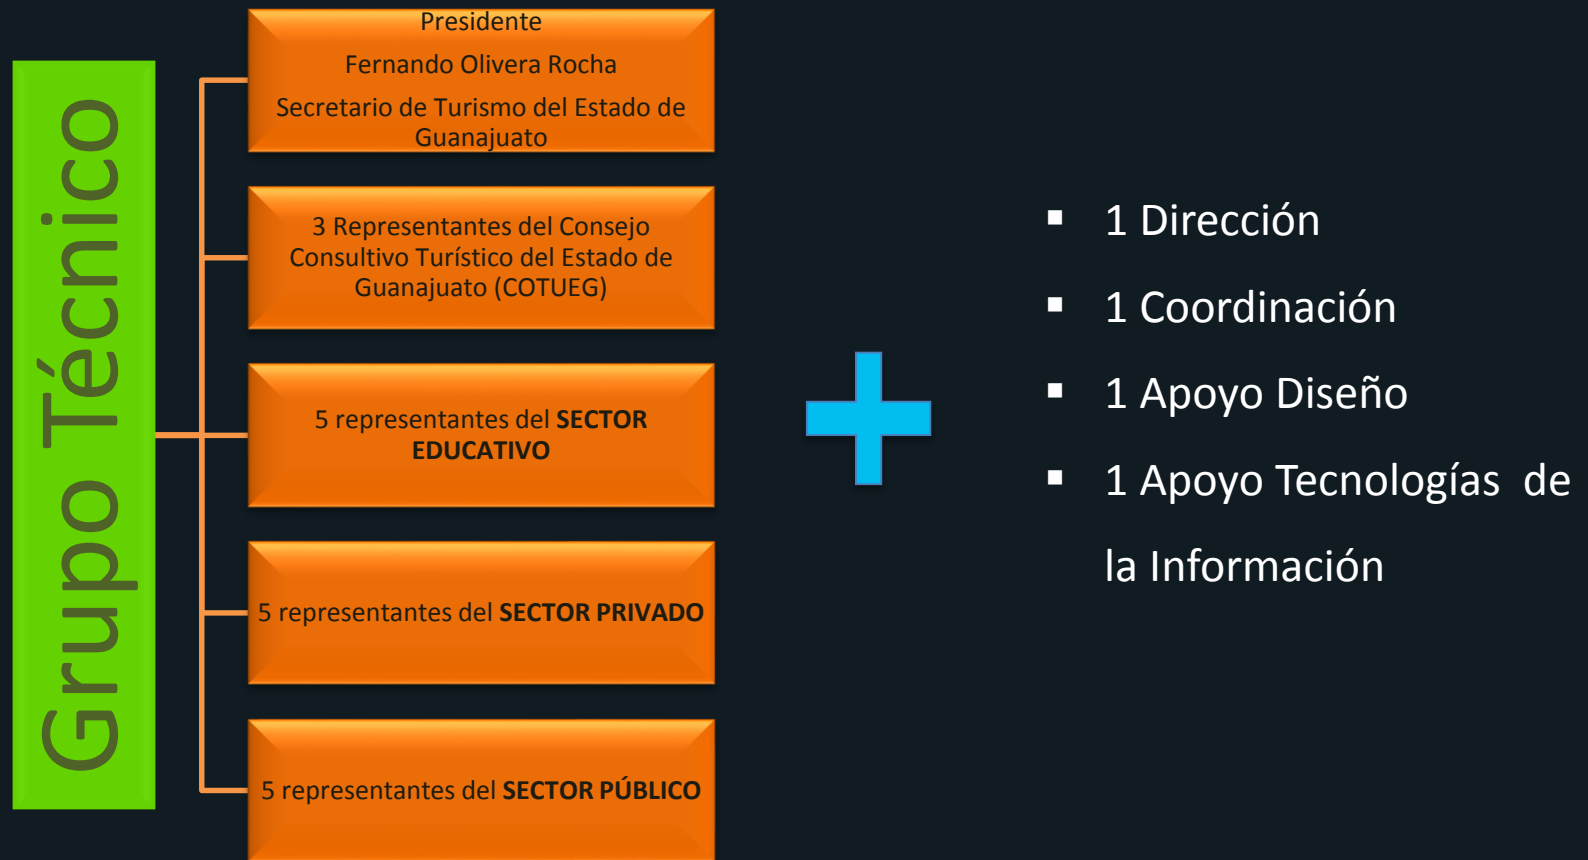 Grupo Técnico
Presidente
Fernando Olivera Rocha
Secretario de Turismo del Estado de
Guanajuato
3 Representantes del Consejo
Consultivo Turístico del Estado de
Guanajuato (COTUEG)
5 representantes del SECTOR
EDUCATIVO
5 representantes del SECTOR PRIVADO
5 representantes del SECTOR PÚBLICO
▪ 1 Dirección
▪ 1 Coordinación
▪ 1 Apoyo Diseño
▪ 1 Apoyo Tecnologías de
la Información